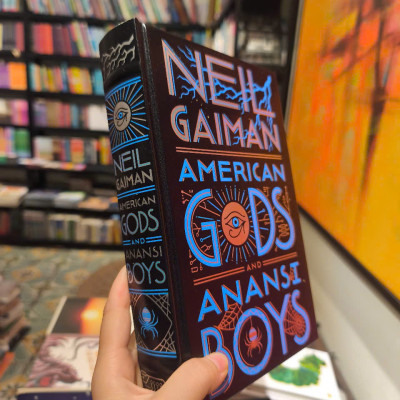 NEIL
GAIMAN
AMERICAN
GODS
AND
ANANSI
BOYS
NEIL
GAIMAN
AMERICAN
GODS
AND
ANANSI
BOYS